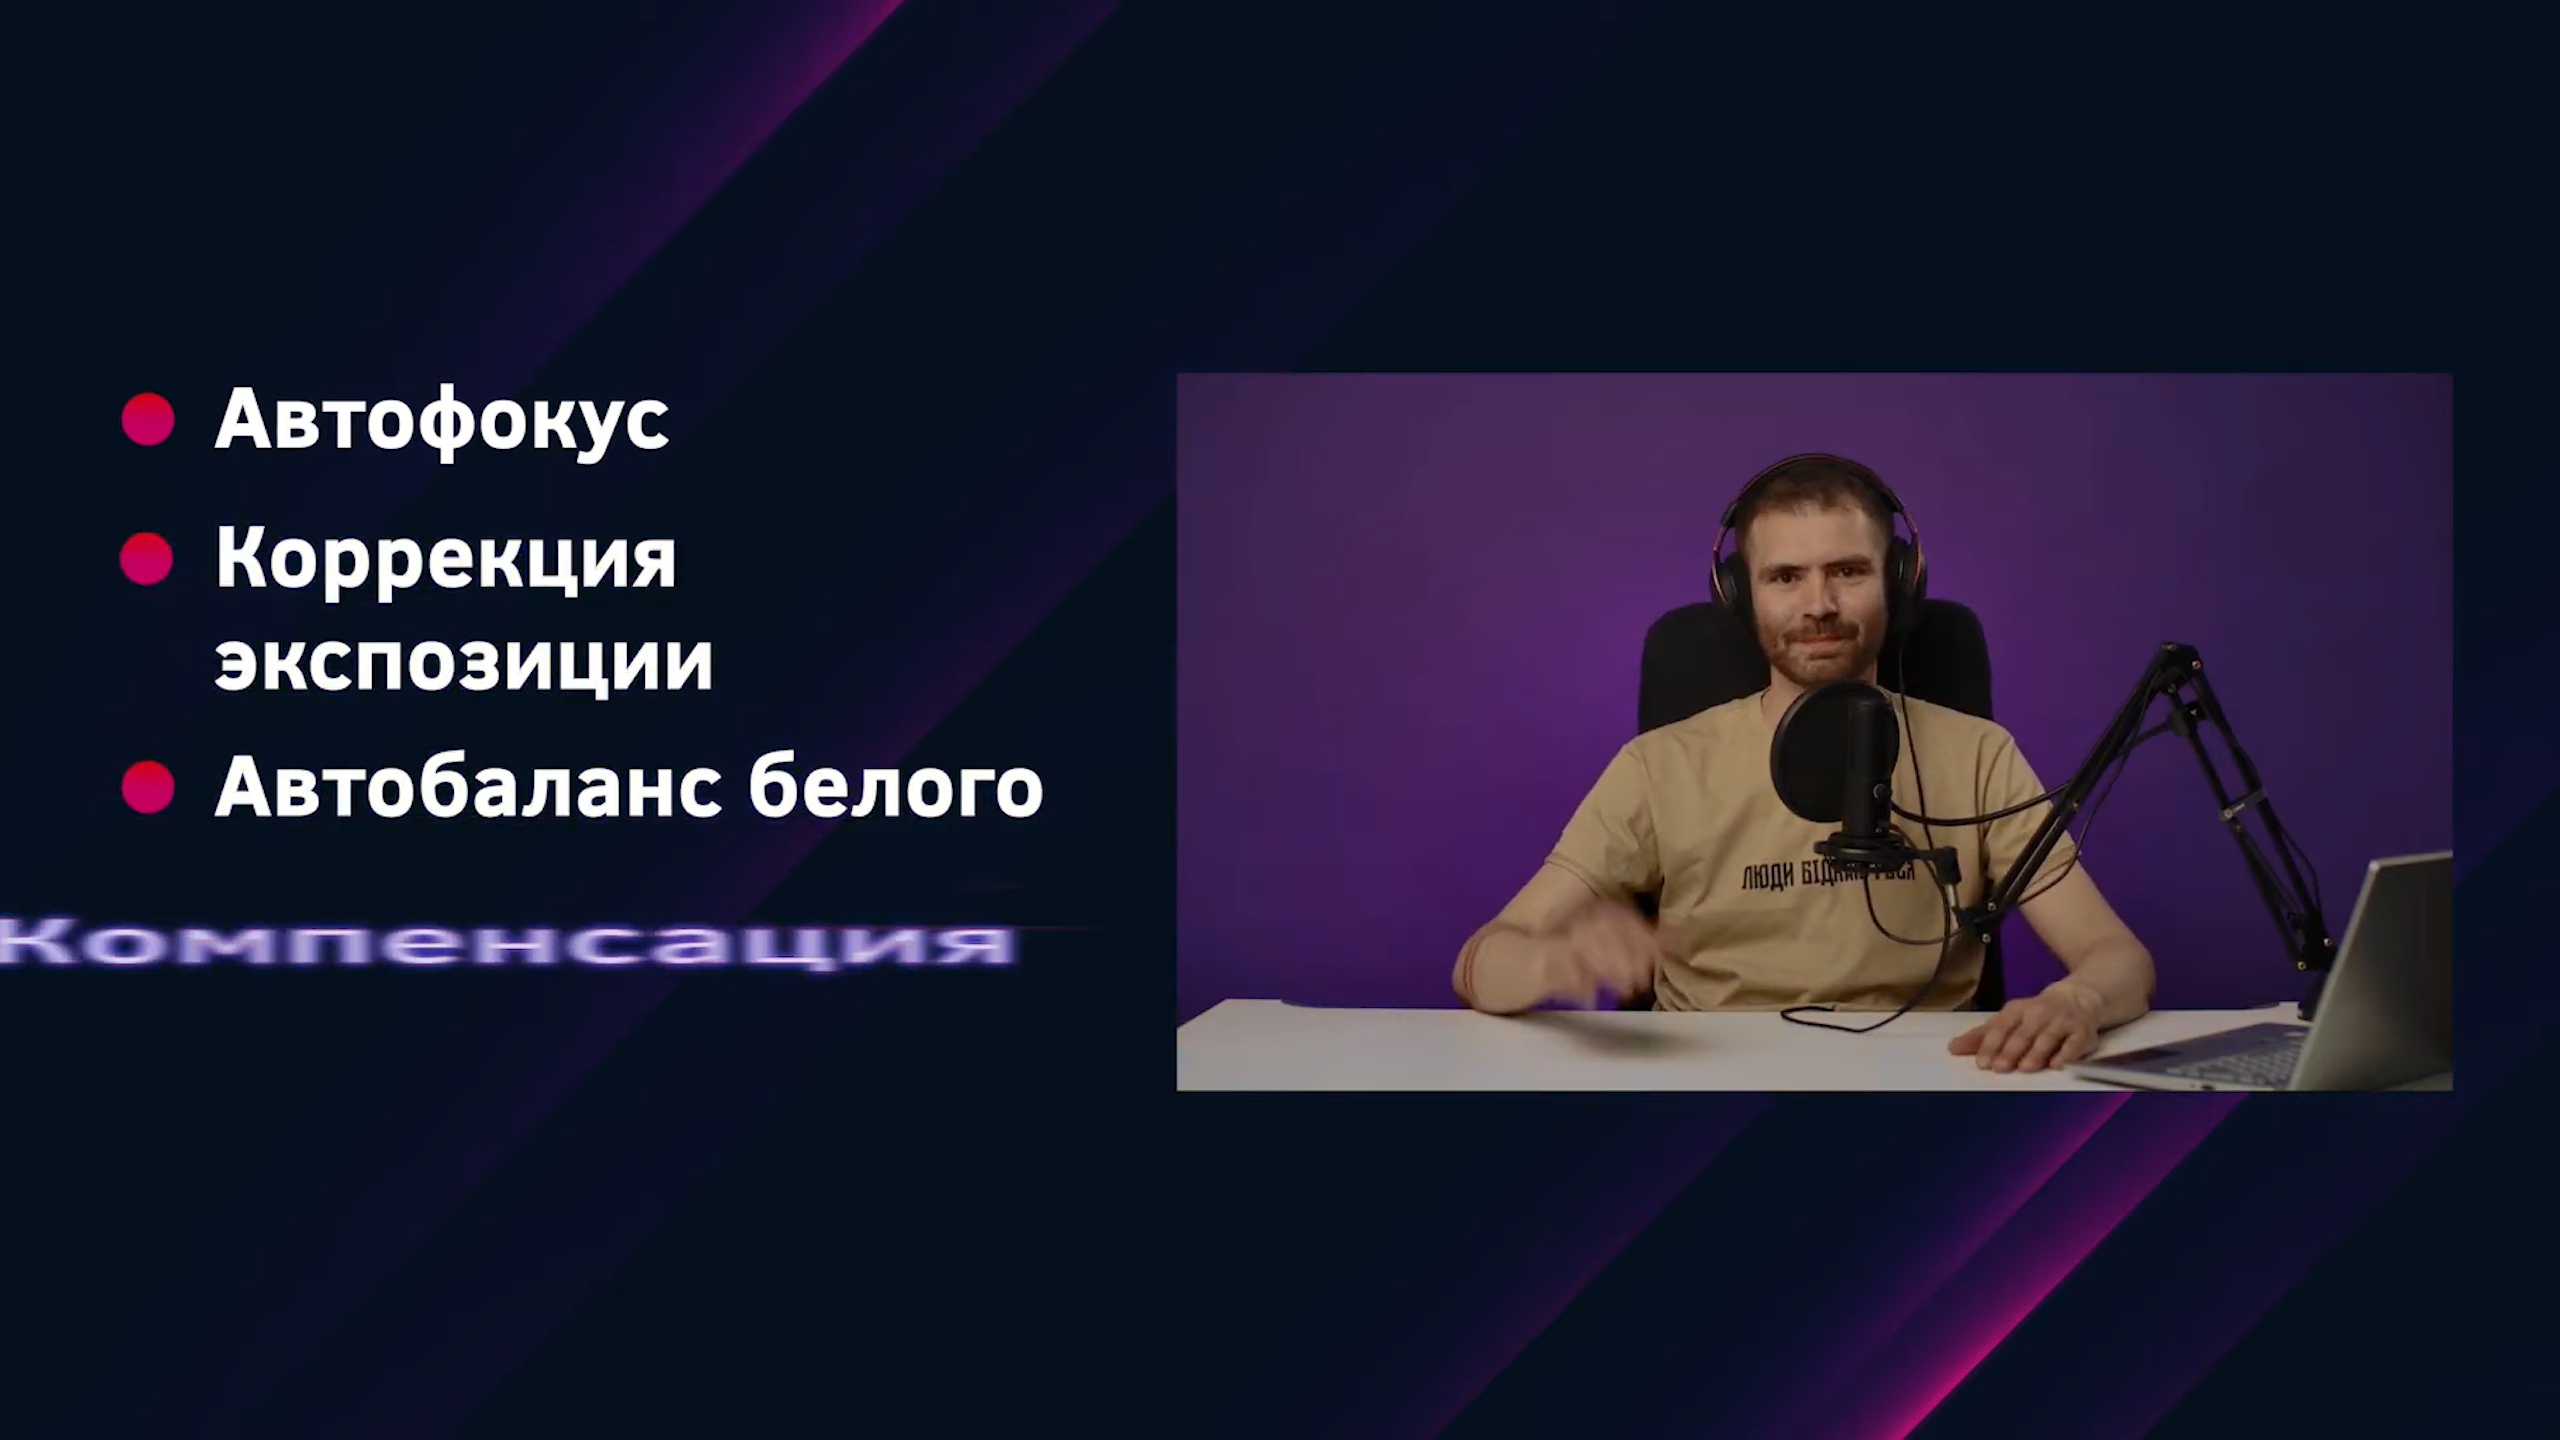 Автофокус
Коррекция
экспозиции
Автобаланс белого
Компенсация
ЛЮДИ